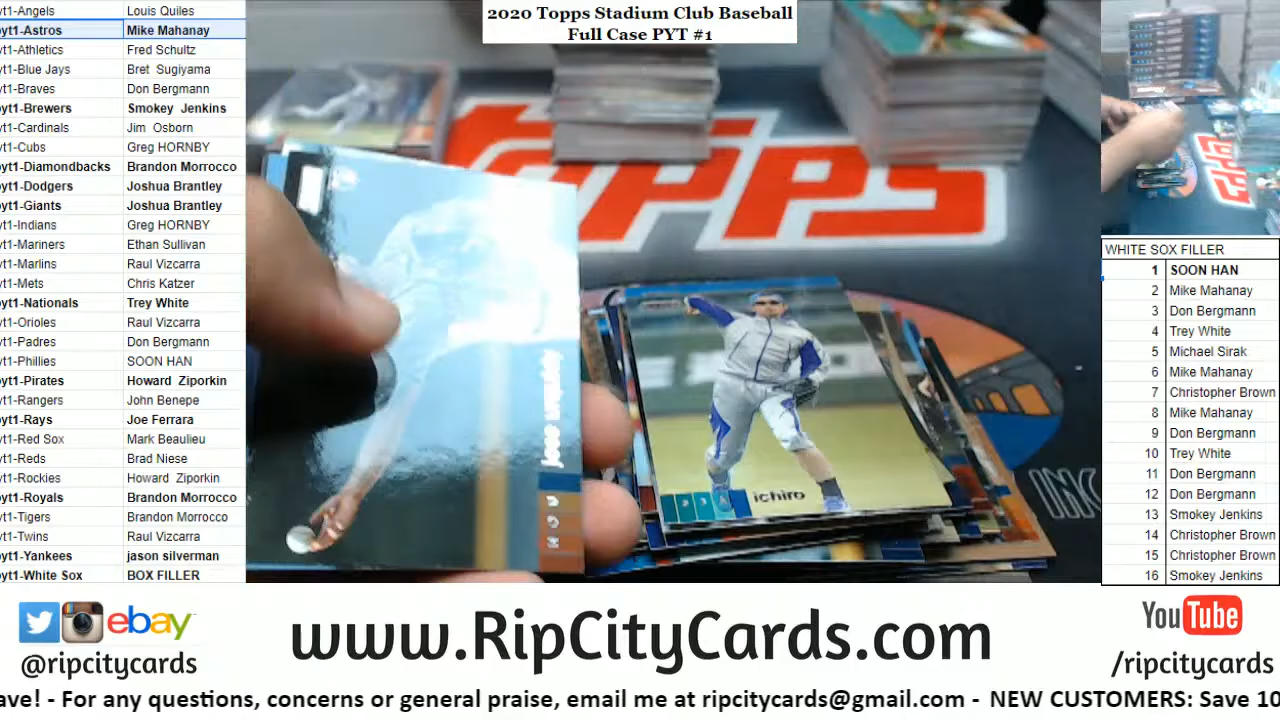 yt1-Angels Louis Quiles
yt1-Astros Mike Mahanay
yt1-Athletics Fred Schultz
yt1-Blue Jays Bret Sugiyama
yt1-Braves Don Bergmann
yt1-Brewers Smokey Jenkins
yt1-Cardinals Jim Osborn
yt1-Cubs Greg HORNBY
yt1-Diamondbacks Brandon Morrocco
yt1-Dodgers Joshua Brantley
yt1-Giants Joshua Brantley
yt1-Indians Greg HORNBY
yt1-Mariners Ethan Sullivan
yt1-Marlins Raul Vizcarra
yt1-Mets Chris Katzer
yt1-Nationals Trey White
yt1-Orioles Raul Vizcarra
yt1-Padres Don Bergmann
yt1-Phillies SOON HAN
yt1-Pirates Howard Ziporkin
yt1-Rangers John Benepe
yt1-Rays Joe Ferrara
yt1-Red Sox Mark Beaulieu
yt1-Reds Brad Niese
yt1-Rockies Howard Ziporkin
yt1-Royals Brandon Morrocco
yt1-Tigers Brandon Morrocco
yt1-Twins Raul Vizcarra
yt1-Yankees jason silverman
yt1-White Sox BOX FILLER
2020 Topps Stadium Club Baseball
Full Case PYT #1
TOPPS
ichiro
WHITE SOX FILLER
1 SOON HAN
2 Mike Mahanay
3 Don Bergmann
4 Trey White
5 Michael Sirak
6 Mike Mahanay
7 Christopher Brown
8 Mike Mahanay
9 Don Bergmann
10 Trey White
11 Don Bergmann
12 Don Bergmann
13 Smokey Jenkins
14 Christopher Brown
15 Christopher Brown
16 Smokey Jenkins
ebay
@ripcitycards
www.RipCityCards.com
YouTube
/ripcitycards
ave! - For any questions, concerns or general praise, email me at ripcitycards@gmail.com - NEW CUSTOMERS: Save 10